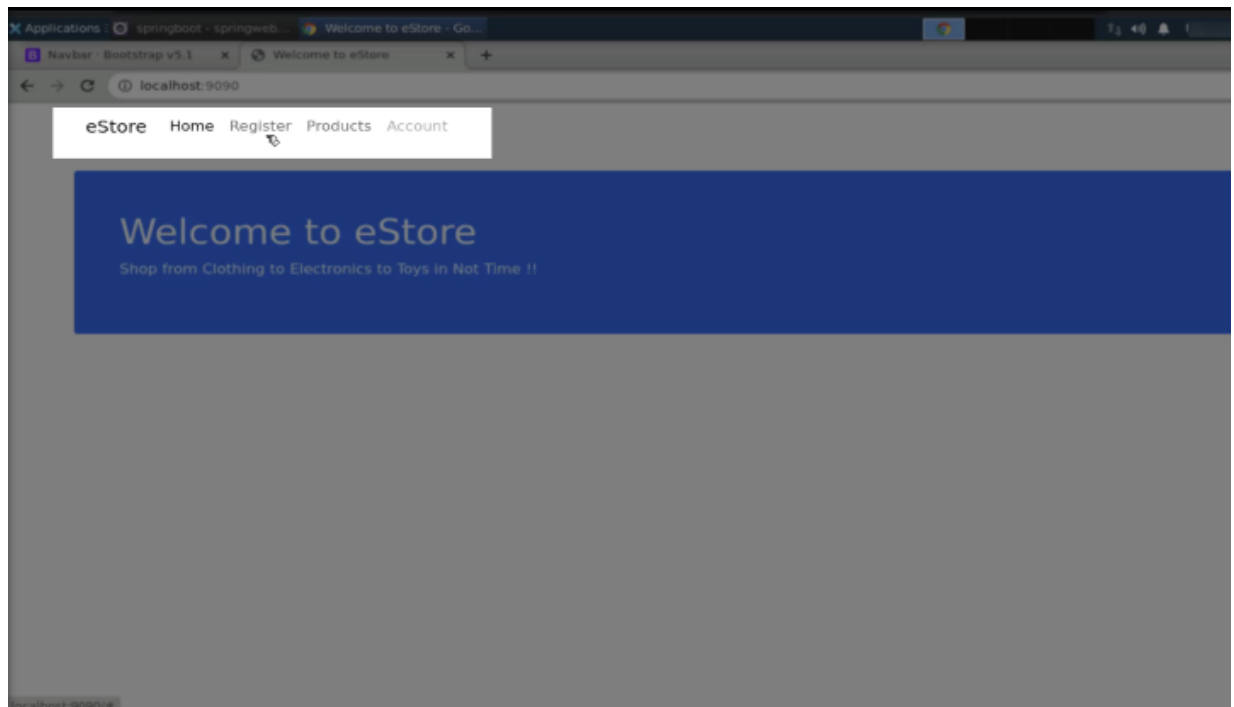 Applications : springboot - springweb... Welcome to eStore - Go...
Navbar · Bootstrap v5.1 Welcome to eStore
localhost:9090
eStore Home Register Products Account
Welcome to eStore
Shop from Clothing to Electronics to Toys in Not Time !!
localhost:9090/#